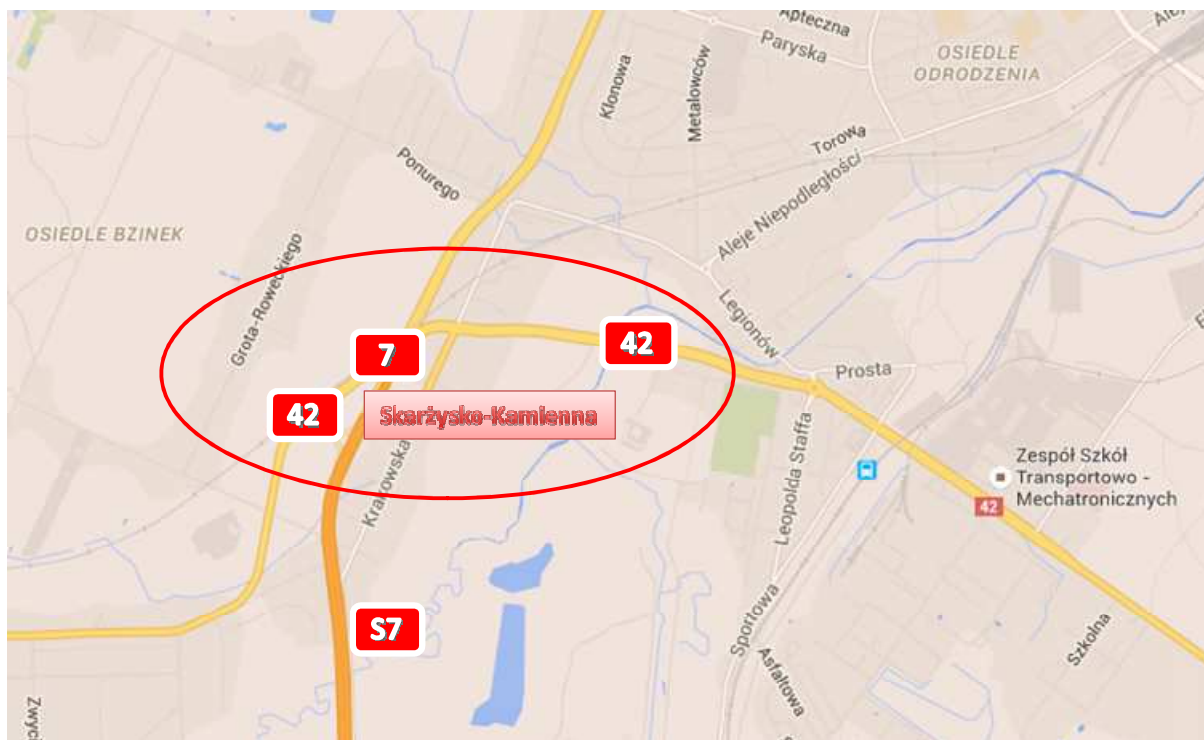 Apteczna
Paryska
OSIEDLE
ODRODZENIA
Klonowa
Metalowców
Torowa
Ponurego
Aleje Niepodległości
OSIEDLE BZINEK
Grota-Roweckiego
Legionów
7
42
Prosta
42
Skarżysko-Kamienna
Krakowska
Leopolda Staffa
Zespół Szkół
Transportowo -
Mechatronicznych
42
S7
Sportowa
Szkolna
Asfaltowa